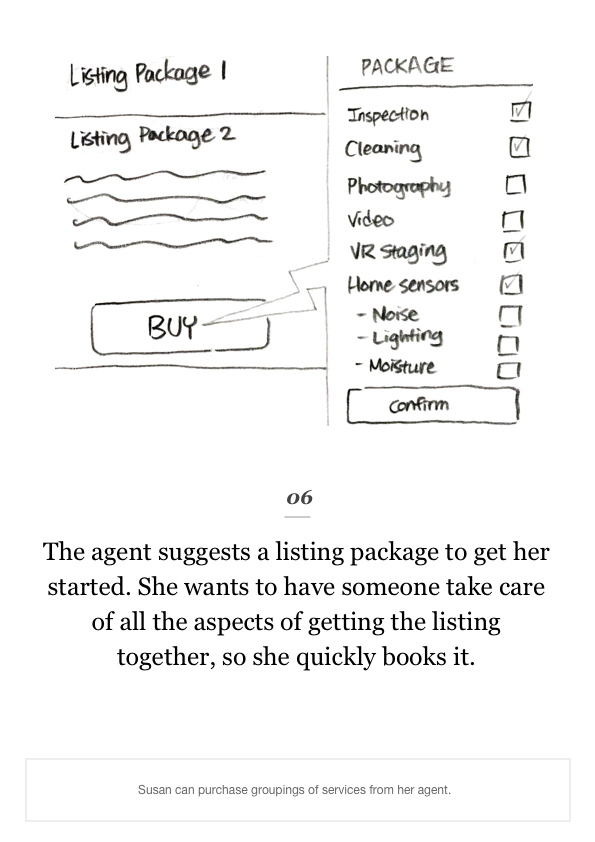 Listing Package 1
Listing Package 2
BUY
PACKAGE
Inspection
Cleaning
Photography
Video
VR Staging
Home sensors
- Noise
- Lighting
- Moisture
Confirm
06
The agent suggests a listing package to get her
started. She wants to have someone take care
of all the aspects of getting the listing
together, so she quickly books it.
Susan can purchase groupings of services from her agent.